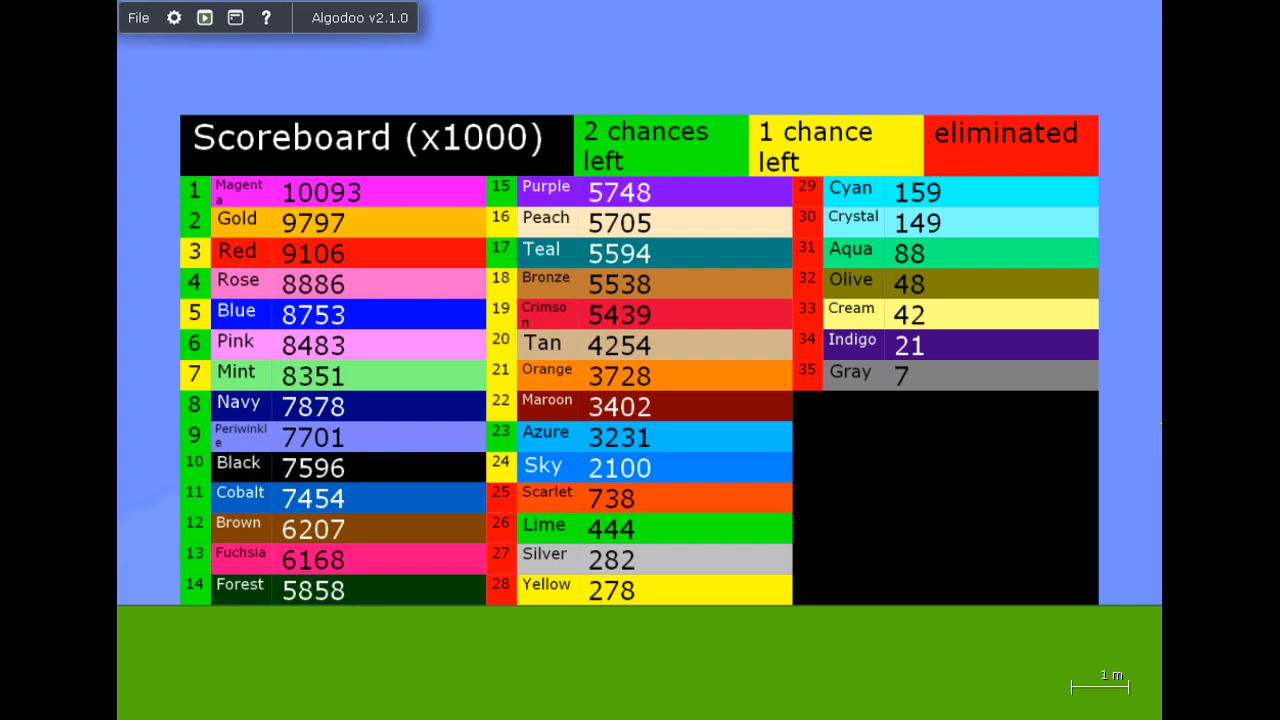 File ? Algodoo v2.1.0
Scoreboard (x1000)
2 chances
left
1 chance
left
eliminated
1 Magent
a 10093
2 Gold 9797
3 Red 9106
4 Rose 8886
5 Blue 8753
6 Pink 8483
7 Mint 8351
8 Navy 7878
9 Periwinkl
e 7701
10 Black 7596
11 Cobalt 7454
12 Brown 6207
13 Fuchsia 6168
14 Forest 5858
15 Purple 5748
16 Peach 5705
17 Teal 5594
18 Bronze 5538
19 Crimso
n 5439
20 Tan 4254
21 Orange 3728
22 Maroon 3402
23 Azure 3231
24 Sky 2100
25 Scarlet 738
26 Lime 444
27 Silver 282
28 Yellow 278
29 Cyan 159
30 Crystal 149
31 Aqua 88
32 Olive 48
33 Cream 42
34 Indigo 21
35 Gray 7
1 m